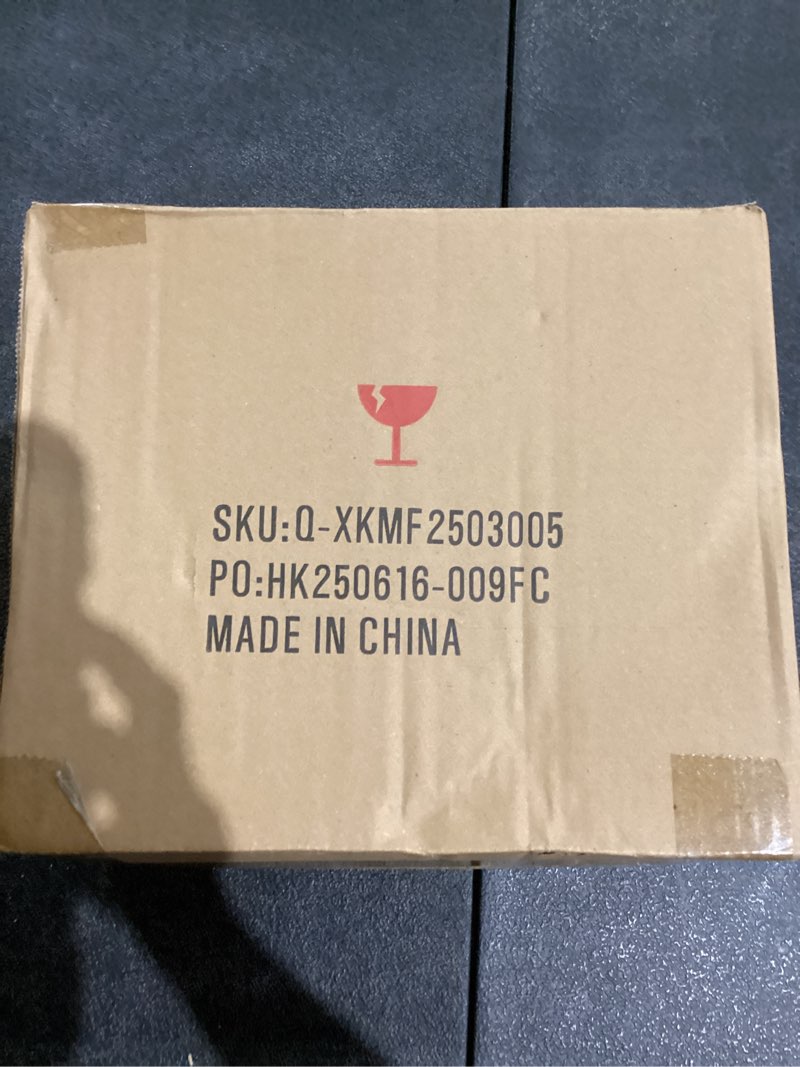 SKU:Q-XKMF2503005
PO:HK250616-009FC
MADE IN CHINA